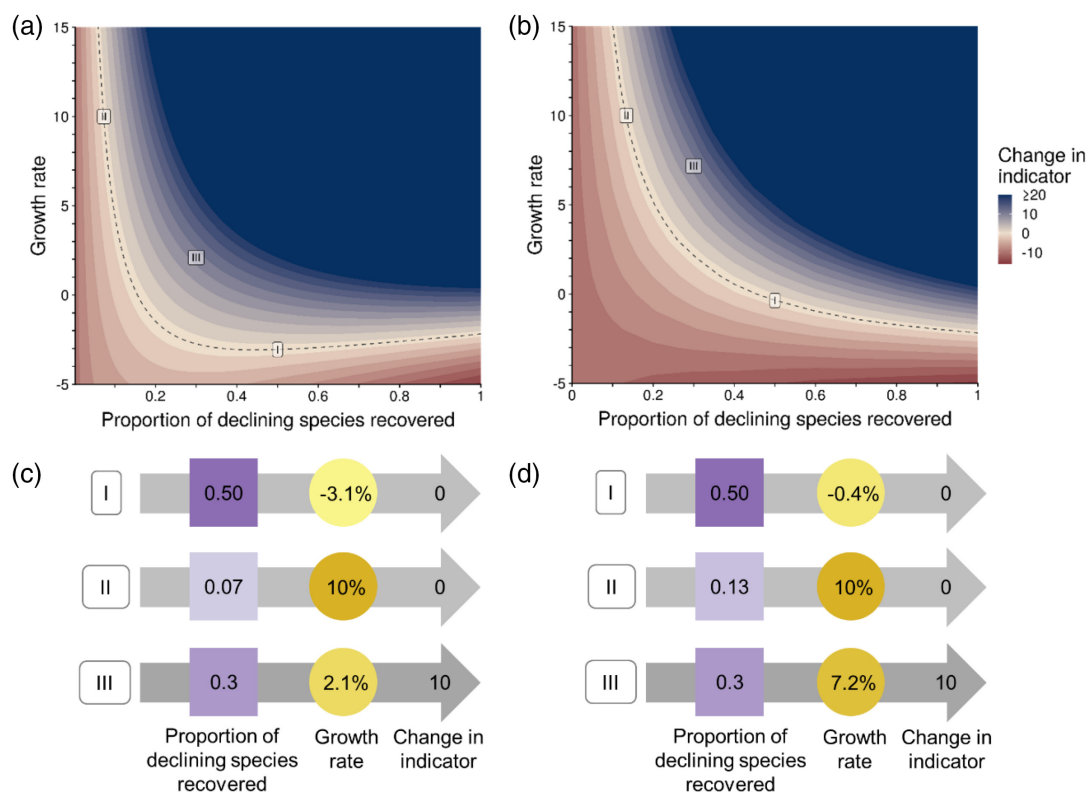 (a)
15
10
5
0
-5
Growth rate
II
III
I
0.2
0.4
0.6
0.8
1
Proportion of declining species recovered
(b)
15
10
5
0
-5
Growth rate
II
III
I
0
0.2
0.4
0.6
0.8
1
Proportion of declining species recovered
Change in
indicator
≥20
10
0
-10
(c)
I 0.50 -3.1% 0
II 0.07 10% 0
III 0.3 2.1% 10
Proportion of
declining species
recovered
Growth
rate
Change in
indicator
(d)
I 0.50 -0.4% 0
II 0.13 10% 0
III 0.3 7.2% 10
Proportion of
declining species
recovered
Growth
rate
Change in
indicator